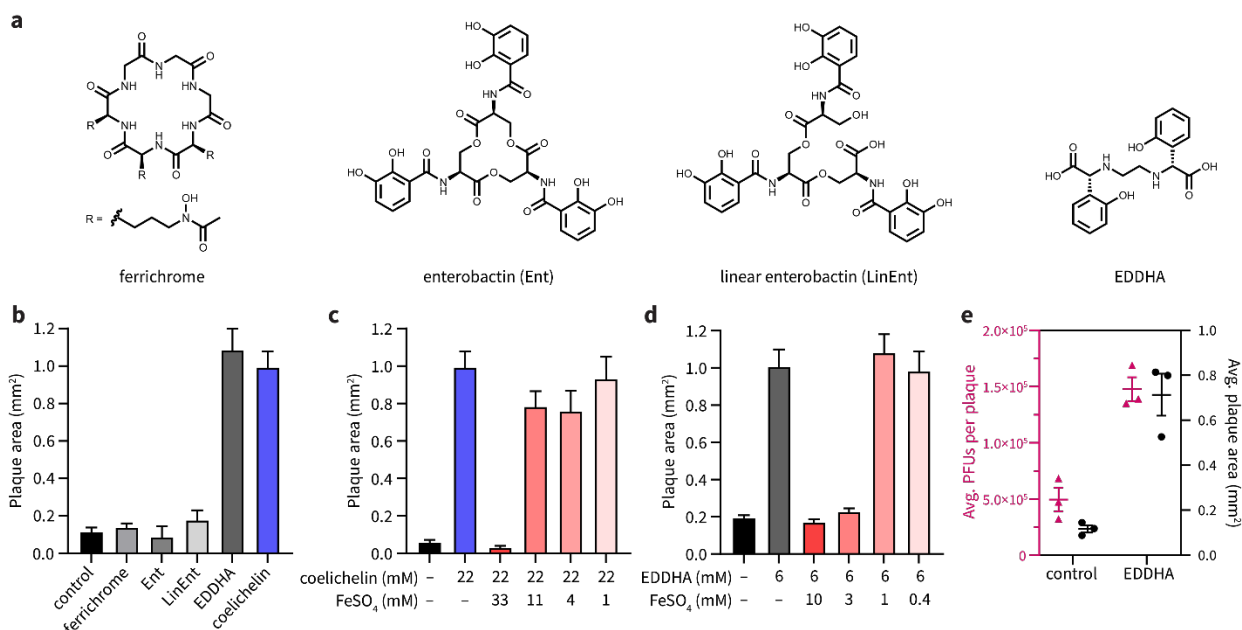 a
R =
ferrichrome
enterobactin (Ent)
linear enterobactin (LinEnt)
EDDHA
b
Plaque area (mm²)
1.2
1.0
0.8
0.6
0.4
0.2
0.0
control
ferrichrome
Ent
LinEnt
EDDHA
coelichelin
c
Plaque area (mm²)
1.2
1.0
0.8
0.6
0.4
0.2
0.0
coelichelin (mM) – 22 22 22 22 22
FeSO₄ (mM) – – 33 11 4 1
d
Plaque area (mm²)
1.2
1.0
0.8
0.6
0.4
0.2
0.0
EDDHA (mM) – 6 6 6 6 6
FeSO₄ (mM) – – 10 3 1 0.4
e
Avg. PFUs per plaque
2.0×10⁵
1.5×10⁵
1.0×10⁵
5.0×10⁵
0
1.0
0.8
0.6
0.4
0.2
0.0
Avg. plaque area (mm²)
control EDDHA